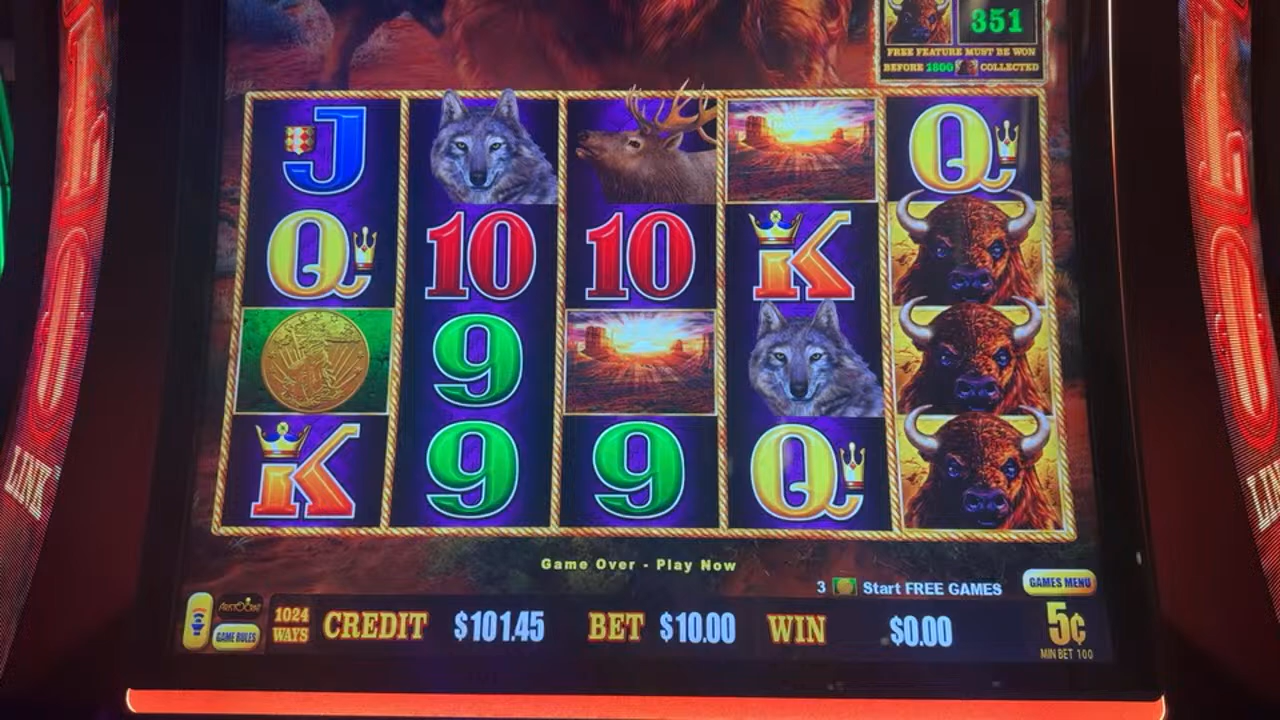 351
FREE FEATURE MUST BE WON
BEFORE 1800 COLLECTED
J Q
Q 10 10 K
9
K 9 9 Q
Game Over - Play Now
3 Start FREE GAMES
GAMES MENU
ARISTOCRAT
GAME RULES
1024 WAYS
CREDIT $101.45 BET $10.00 WIN $0.00
5¢
MIN BET 100
LINK